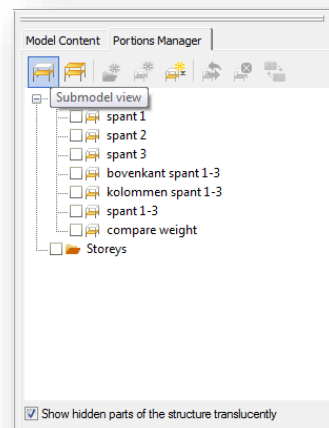 Model Content Portions Manager
Submodel view
spant 1
spant 2
spant 3
bovenkant spant 1-3
kolommen spant 1-3
spant 1-3
compare weight
Storeys
Show hidden parts of the structure translucently